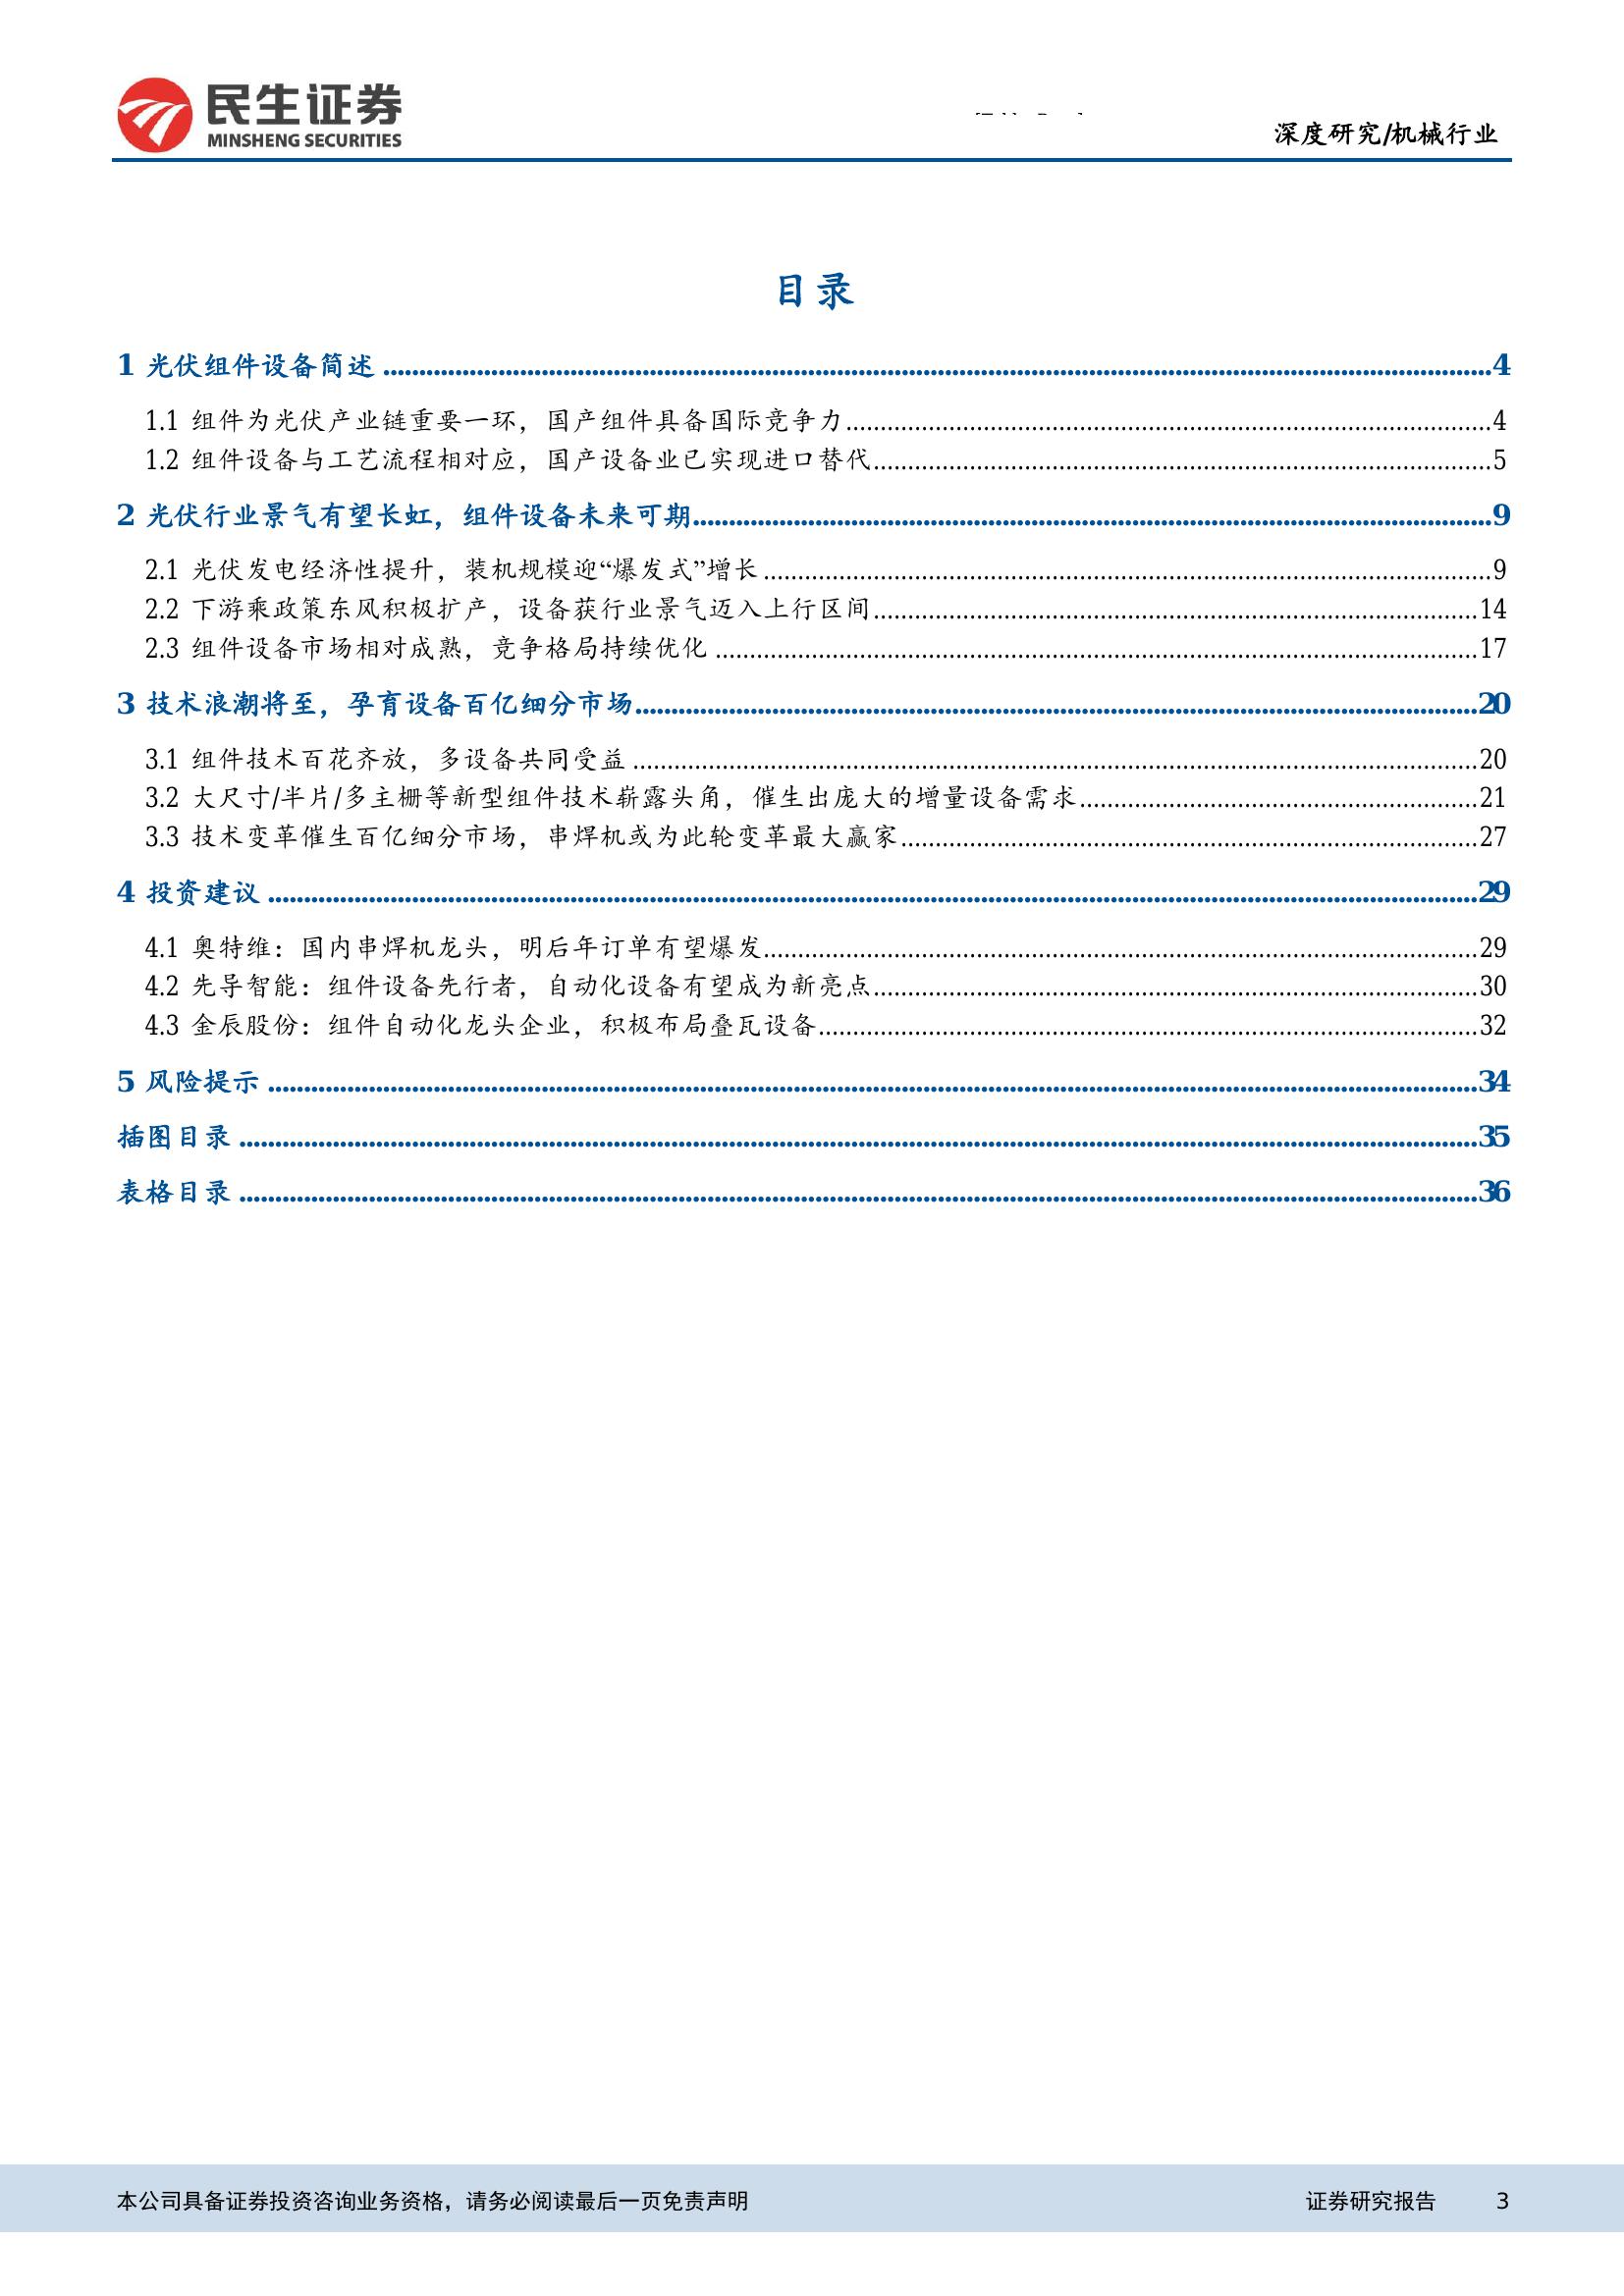 民生证券
MINSHENG SECURITIES
深度研究/机械行业
目录
1 光伏组件设备简述 ........ 4
1.1 组件为光伏产业链重要一环，国产组件具备国际竞争力 ........ 4
1.2 组件设备与工艺流程相对应，国产设备业已实现进口替代 ........ 5
2 光伏行业景气有望长虹，组件设备未来可期 ........ 9
2.1 光伏发电经济性提升，装机规模迎“爆发式”增长 ........ 9
2.2 下游乘政策东风积极扩产，设备获行业景气迈入上行区间 ........ 14
2.3 组件设备市场相对成熟，竞争格局持续优化 ........ 17
3 技术浪潮将至，孕育设备百亿细分市场 ........ 20
3.1 组件技术百花齐放，多设备共同受益 ........ 20
3.2 大尺寸/半片/多主栅等新型组件技术崭露头角，催生出庞大的增量设备需求 ........ 21
3.3 技术变革催生百亿细分市场，串焊机或为此轮变革最大赢家 ........ 27
4 投资建议 ........ 29
4.1 奥特维：国内串焊机龙头，明后年订单有望爆发 ........ 29
4.2 先导智能：组件设备先行者，自动化设备有望成为新亮点 ........ 30
4.3 金辰股份：组件自动化龙头企业，积极布局叠瓦设备 ........ 32
5 风险提示 ........ 34
插图目录 ........ 35
表格目录 ........ 36
本公司具备证券投资咨询业务资格，请务必阅读最后一页免责声明 证券研究报告 3